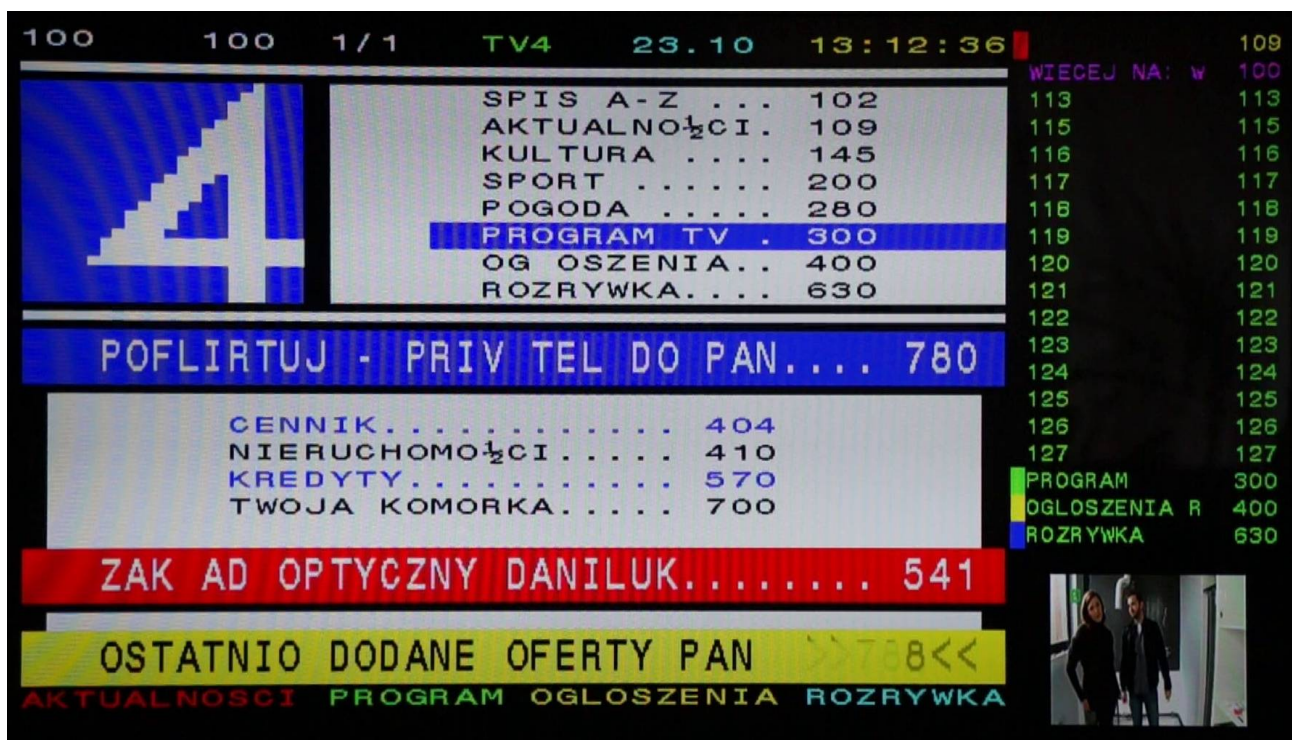 100 100 1/1 TV4 23.10 13:12:36
4
SPIS A-Z ... 102
AKTUALNO½CI. 109
KULTURA .... 145
SPORT ...... 200
POGODA ..... 280
PROGRAM TV . 300
OG OSZENIA.. 400
ROZRYWKA.... 630
POFLIRTUJ - PRIV TEL DO PAN.... 780
CENNIK............ 404
NIERUCHOMO½CI..... 410
KREDYTY........... 570
TWOJA KOMORKA..... 700
ZAK AD OPTYCZNY DANILUK........ 541
OSTATNIO DODANE OFERTY PAN >>788<<
AKTUALNOSCI PROGRAM OGLOSZENIA ROZRYWKA
109
WIECEJ NA: w 100
113 113
115 115
116 116
117 117
118 118
119 119
120 120
121 121
122 122
123 123
124 124
125 125
126 126
127 127
PROGRAM 300
OGLOSZENIA R 400
ROZRYWKA 630